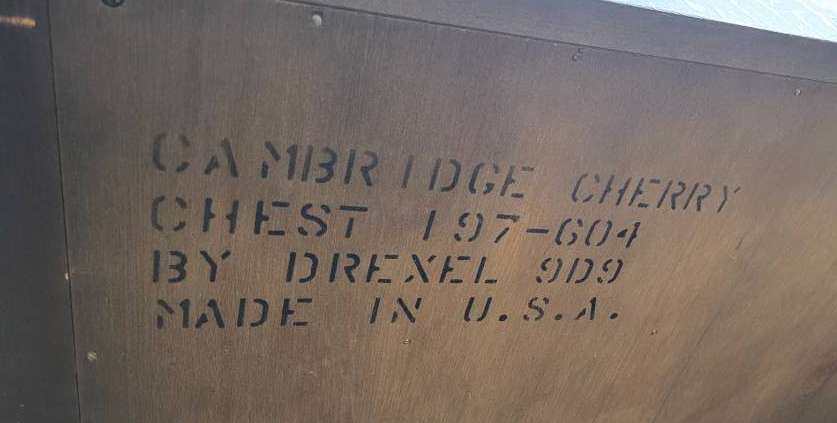 CAMBRIDGE CHERRY
CHEST 197-604
BY DREXEL 9D9
MADE IN U.S.A.